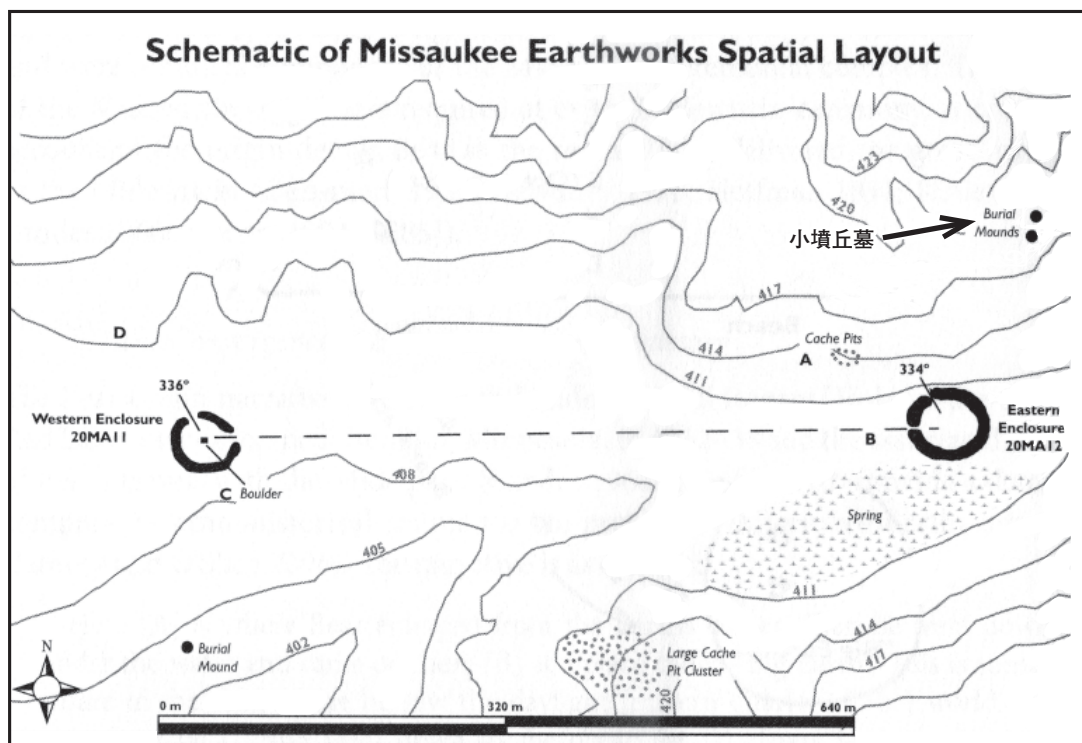 Schematic of Missaukee Earthworks Spatial Layout
423
420
小墳丘墓
Burial
Mounds
417
D
Cache Pits
A
414
411
336°
334°
Western Enclosure
20MA11
Eastern
Enclosure
20MA12
B
408
C
Boulder
Spring
405
411
N
Burial
Mound
402
Large Cache
Pit Cluster
414
417
420
0 m
320 m
640 m